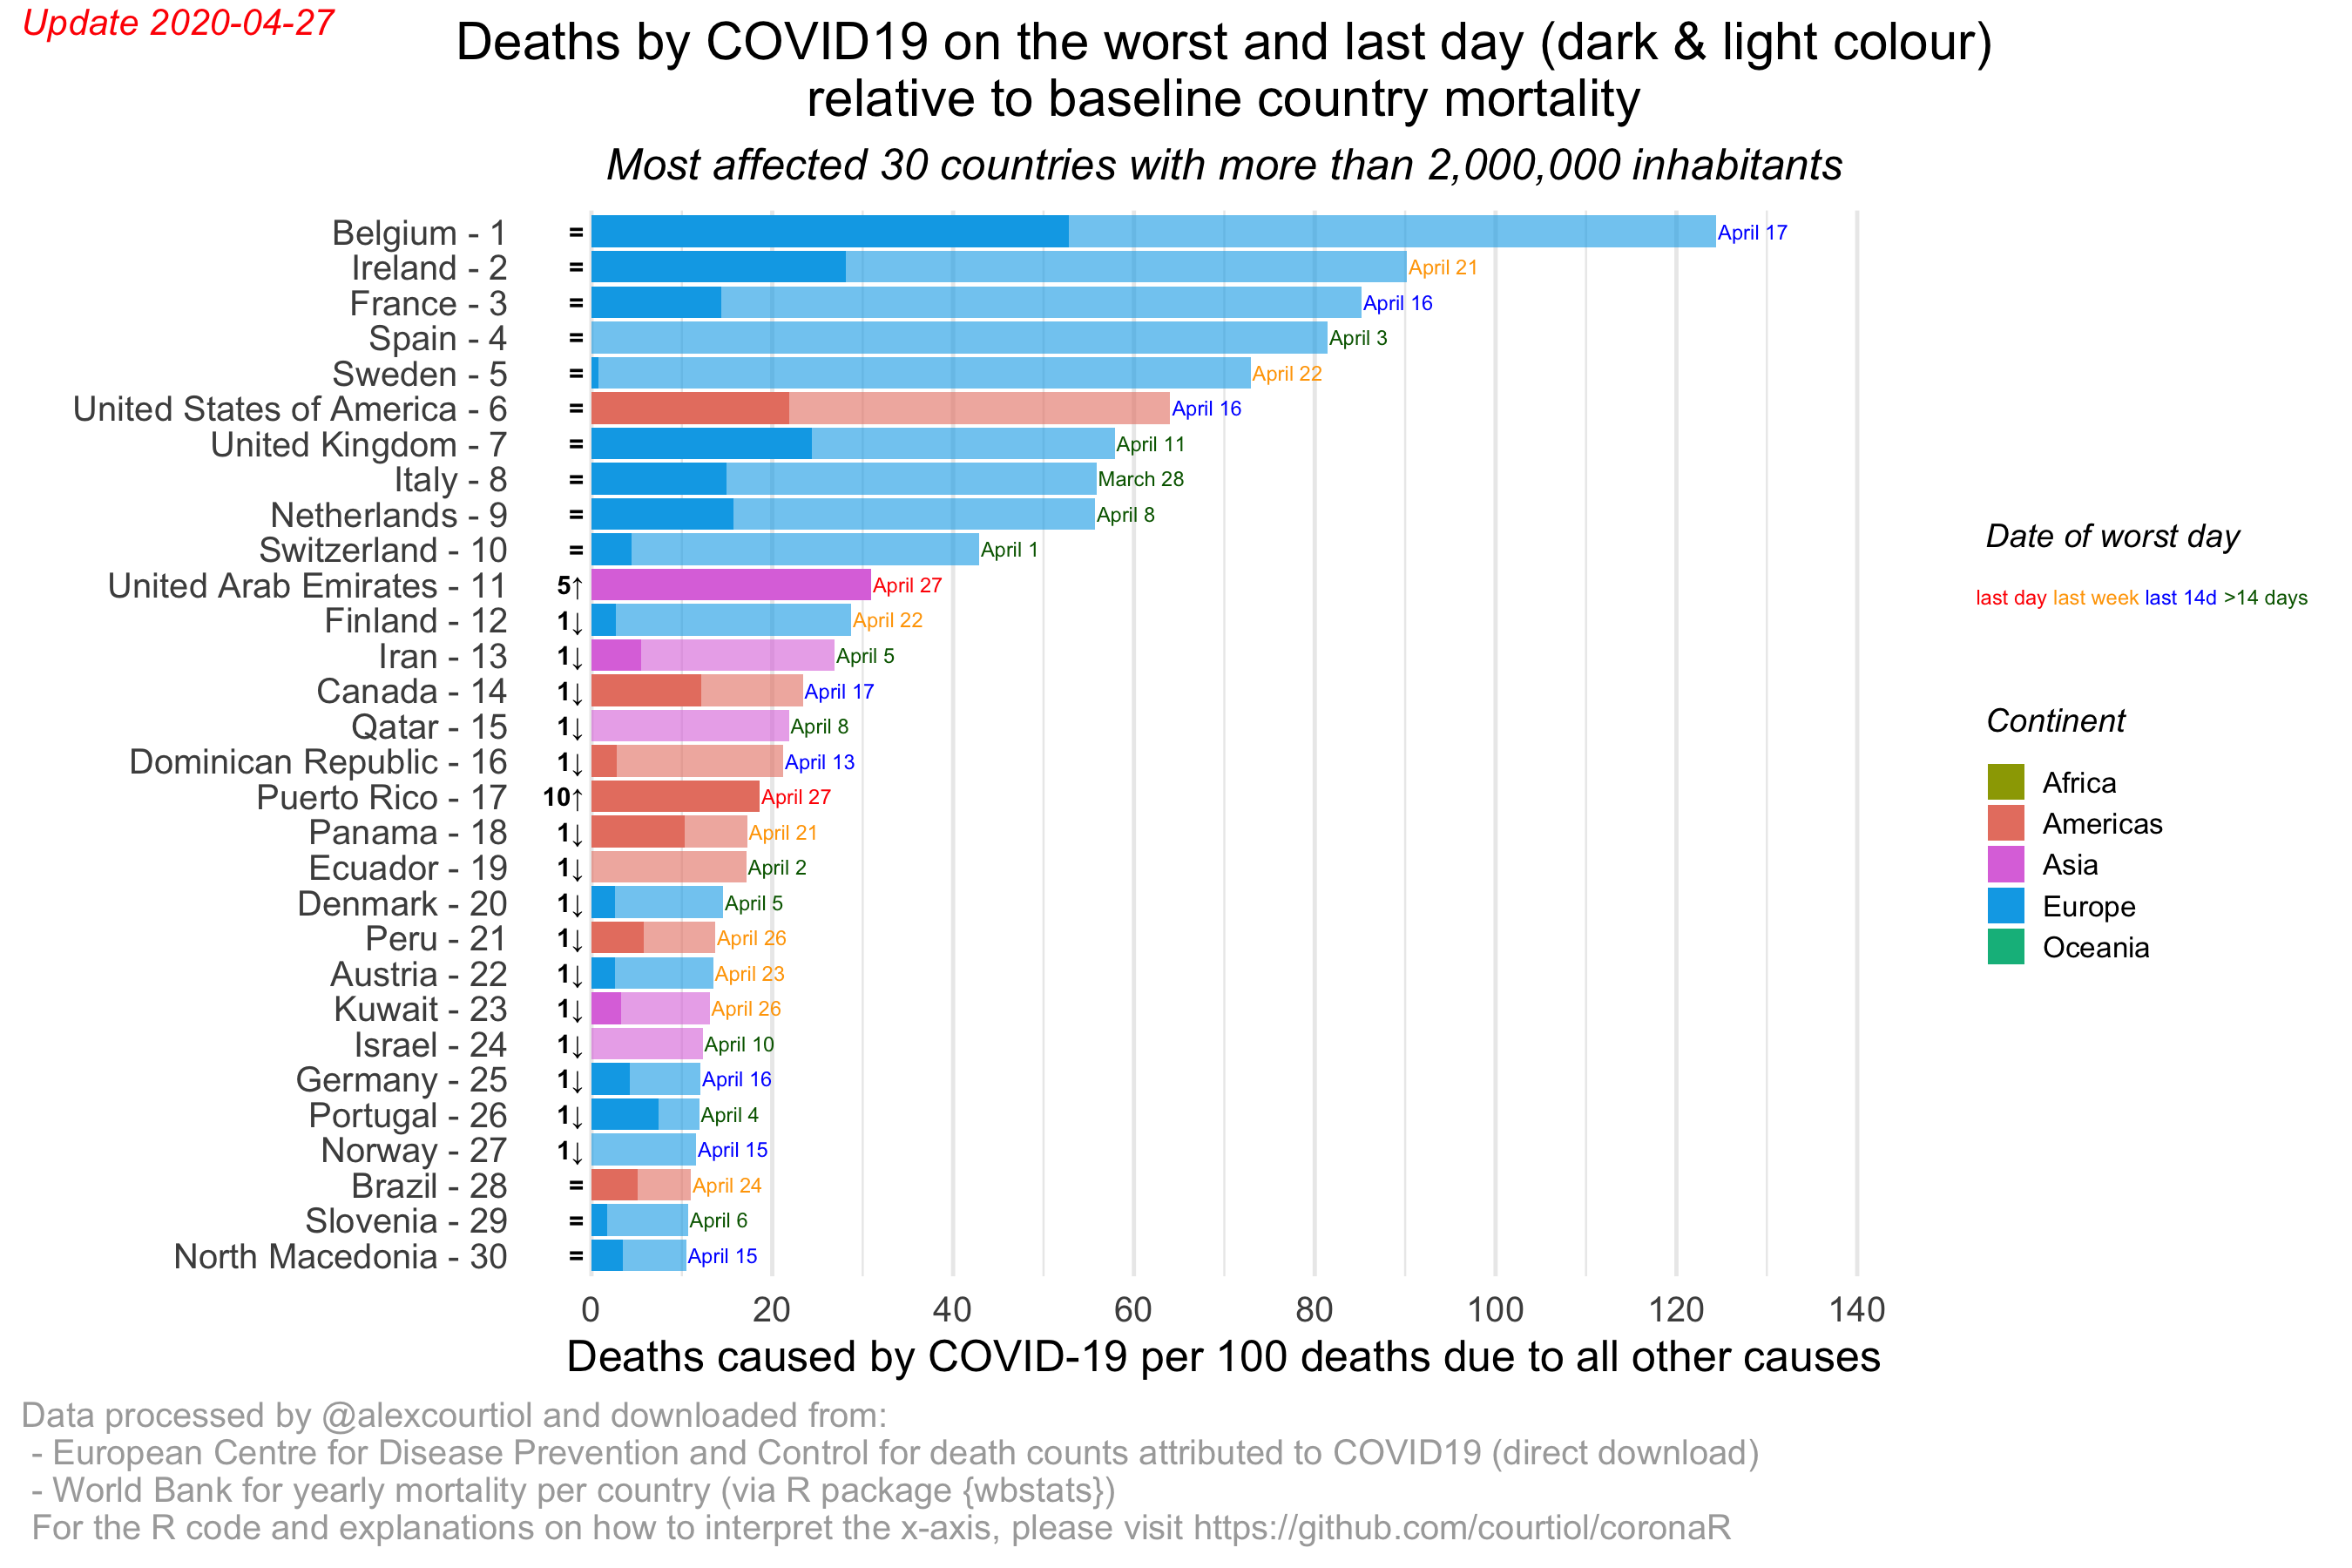 Update 2020-04-27
Deaths by COVID19 on the worst and last day (dark & light colour)
relative to baseline country mortality
Most affected 30 countries with more than 2,000,000 inhabitants
Belgium - 1 = April 17
Ireland - 2 = April 21
France - 3 = April 16
Spain - 4 = April 3
Sweden - 5 = April 22
United States of America - 6 = April 16
United Kingdom - 7 = April 11
Italy - 8 = March 28
Netherlands - 9 = April 8
Switzerland - 10 = April 1
United Arab Emirates - 11 5↑ April 27
Finland - 12 1↓ April 22
Iran - 13 1↓ April 5
Canada - 14 1↓ April 17
Qatar - 15 1↓ April 8
Dominican Republic - 16 1↓ April 13
Puerto Rico - 17 10↑ April 27
Panama - 18 1↓ April 21
Ecuador - 19 1↓ April 2
Denmark - 20 1↓ April 5
Peru - 21 1↓ April 26
Austria - 22 1↓ April 23
Kuwait - 23 1↓ April 26
Israel - 24 1↓ April 10
Germany - 25 1↓ April 16
Portugal - 26 1↓ April 4
Norway - 27 1↓ April 15
Brazil - 28 = April 24
Slovenia - 29 = April 6
North Macedonia - 30 = April 15
0 20 40 60 80 100 120 140
Deaths caused by COVID-19 per 100 deaths due to all other causes
Date of worst day
last day last week last 14d >14 days
Continent
Africa
Americas
Asia
Europe
Oceania
Data processed by @alexcourtiol and downloaded from:
- European Centre for Disease Prevention and Control for death counts attributed to COVID19 (direct download)
- World Bank for yearly mortality per country (via R package {wbstats})
For the R code and explanations on how to interpret the x-axis, please visit https://github.com/courtiol/coronaR